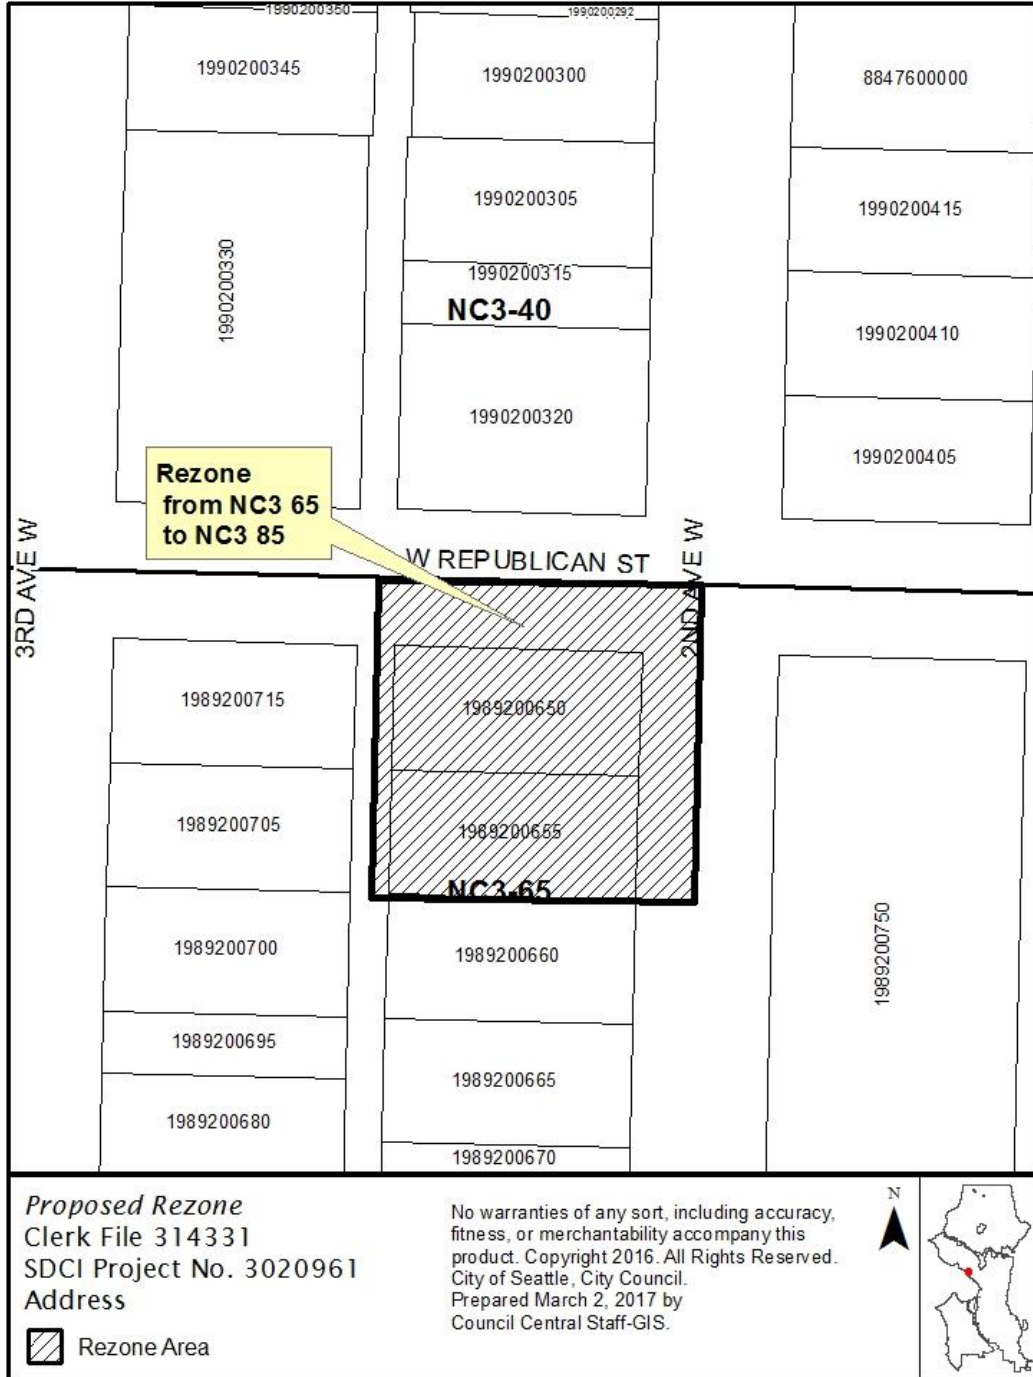 1990200350
1990200292
1990200345
1990200300
8847600000
1990200305
1990200415
1990200330
1990200315
NC3-40
1990200410
1990200320
1990200405
Rezone
from NC3 65
to NC3 85
W REPUBLICAN ST
3RD AVE W
2ND AVE W
1989200715
1989200650
1989200705
1989200655
NC3-65
1989200700
1989200660
1989200750
1989200695
1989200665
1989200680
1989200670
Proposed Rezone
Clerk File 314331
SDCI Project No. 3020961
Address
Rezone Area
No warranties of any sort, including accuracy,
fitness, or merchantability accompany this
product. Copyright 2016. All Rights Reserved.
City of Seattle, City Council.
Prepared March 2, 2017 by
Council Central Staff-GIS.
N